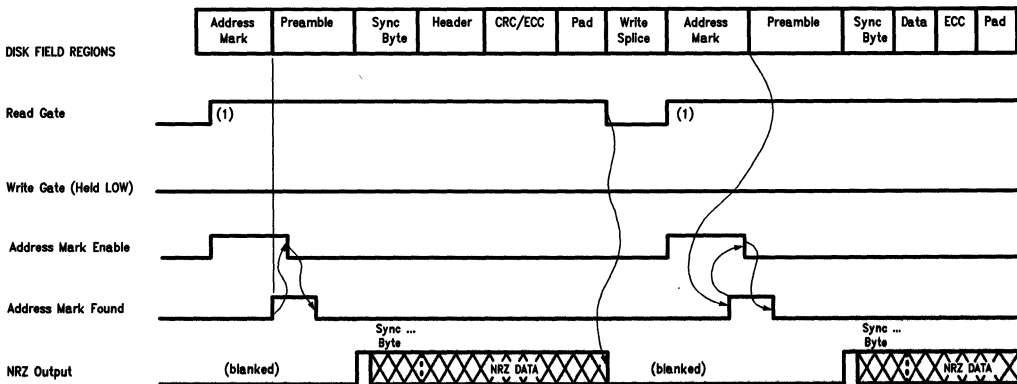 DISK FIELD REGIONS
Address Mark
Preamble
Sync Byte
Header
CRC/ECC
Pad
Write Splice
Address Mark
Preamble
Sync Byte
Data
ECC
Pad
Read Gate
(1)
(1)
Write Gate (Held LOW)
Address Mark Enable
Address Mark Found
Sync ...
Byte
Sync ...
Byte
NRZ Output
(blanked)
NRZ DATA
(blanked)
NRZ DATA